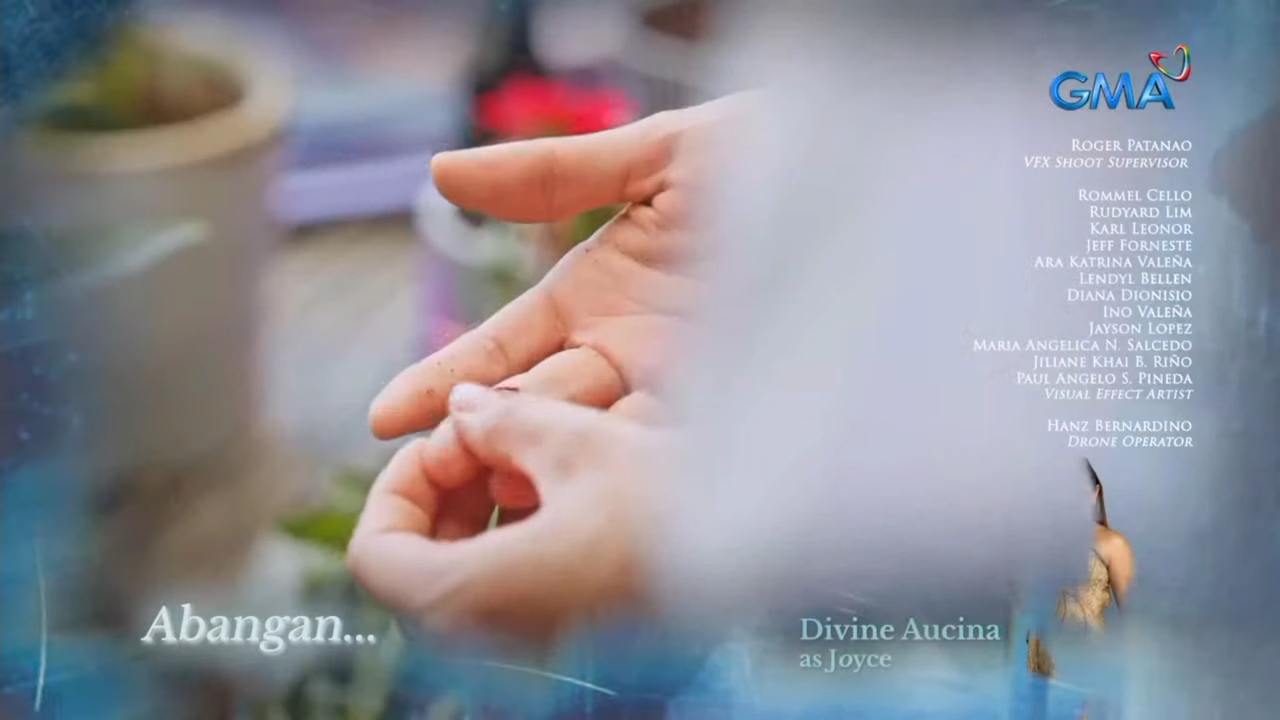 GMA
ROGER PATANAO
VFX SHOOT SUPERVISOR
ROMMEL CELLO
RUDYARD LIM
KARL LEONOR
JEFF FORNESTE
ARA KATRINA VALEÑA
LENDYL BELLEN
DIANA DIONISIO
INO VALEÑA
JAYSON LOPEZ
MARIA ANGELICA N. SALCEDO
JILIANE KHAI B. RIÑO
PAUL ANGELO S. PINEDA
VISUAL EFFECT ARTIST
HANZ BERNARDINO
DRONE OPERATOR
Abangan...
Divine Aucina
as Joyce